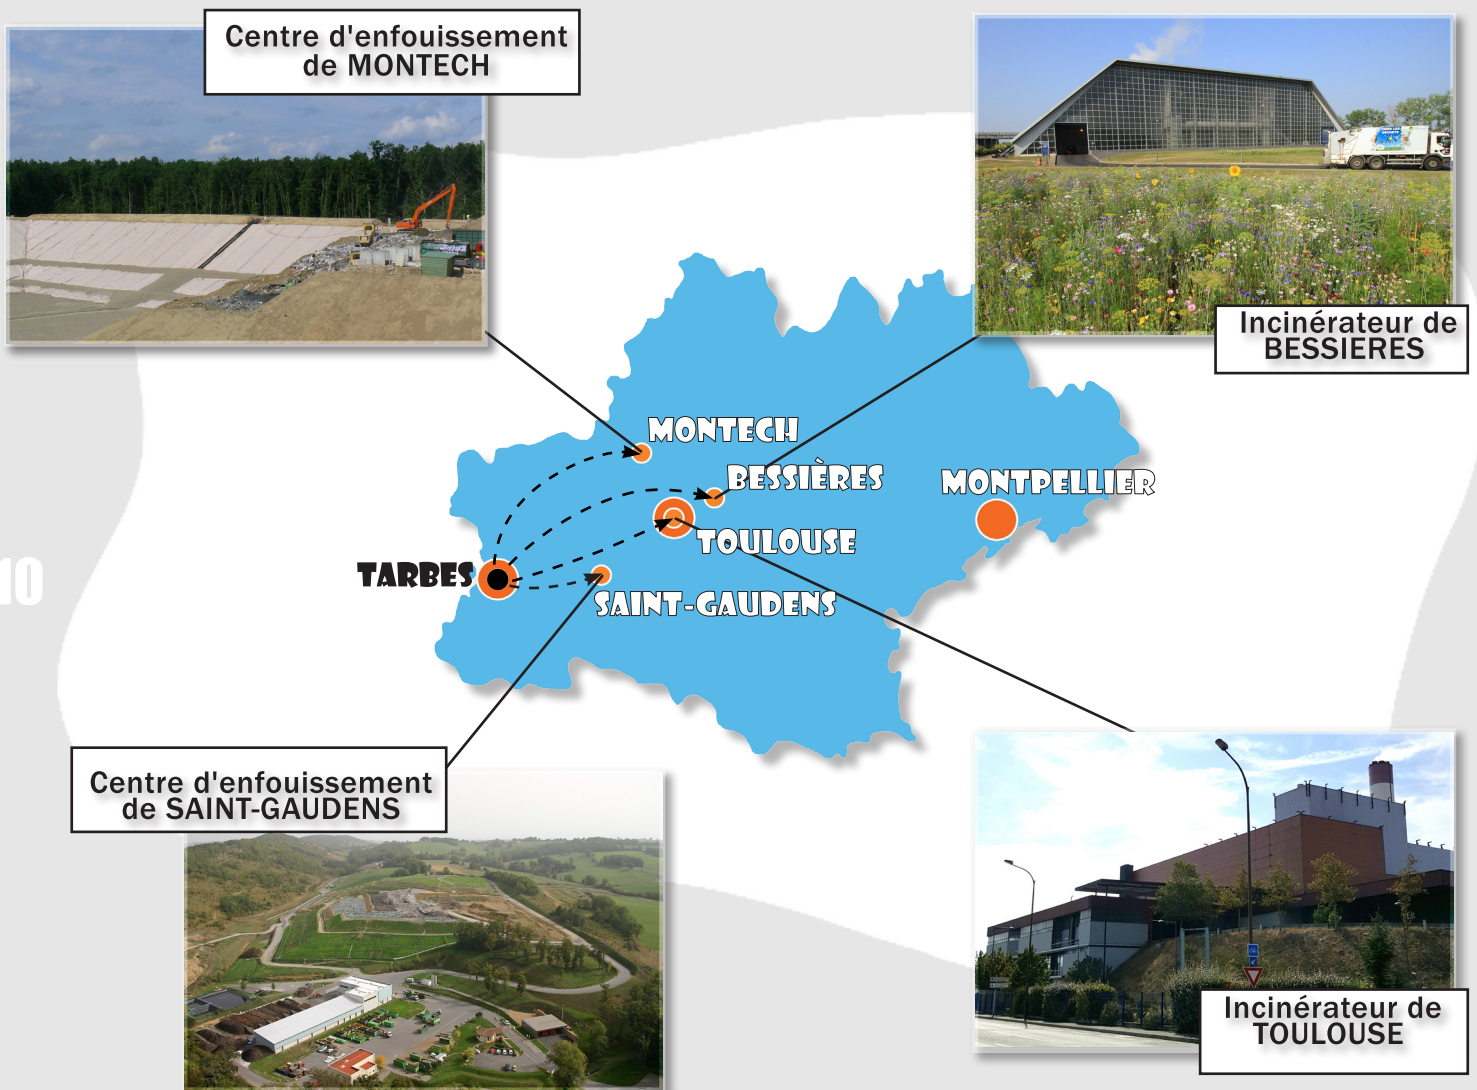 Centre d'enfouissement
de MONTECH
Incinérateur de
BESSIERES
MONTECH
BESSIÈRES
MONTPELLIER
TOULOUSE
TARBES
SAINT-GAUDENS
10
Centre d'enfouissement
de SAINT-GAUDENS
Incinérateur de
TOULOUSE